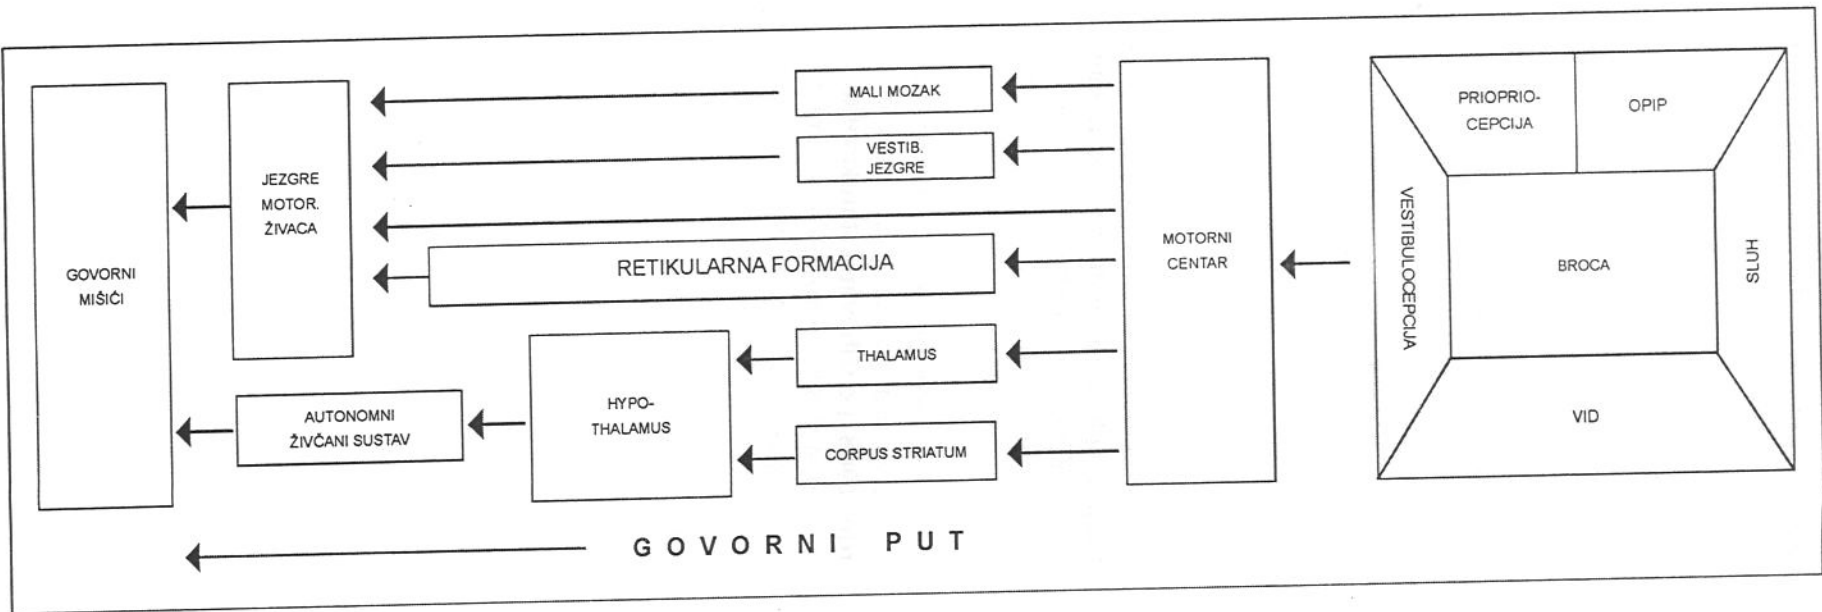 GOVORNI
MIŠIĆI
JEZGRE
MOTOR.
ŽIVACA
AUTONOMNI
ŽIVČANI SUSTAV
HYPO-
THALAMUS
MALI MOZAK
VESTIB.
JEZGRE
RETIKULARNA FORMACIJA
THALAMUS
CORPUS STRIATUM
MOTORNI
CENTAR
PRIOPRIO-
CEPCIJA
OPIP
VESTIBULOCEPCIJA
BROCA
SLUH
VID
GOVORNI PUT